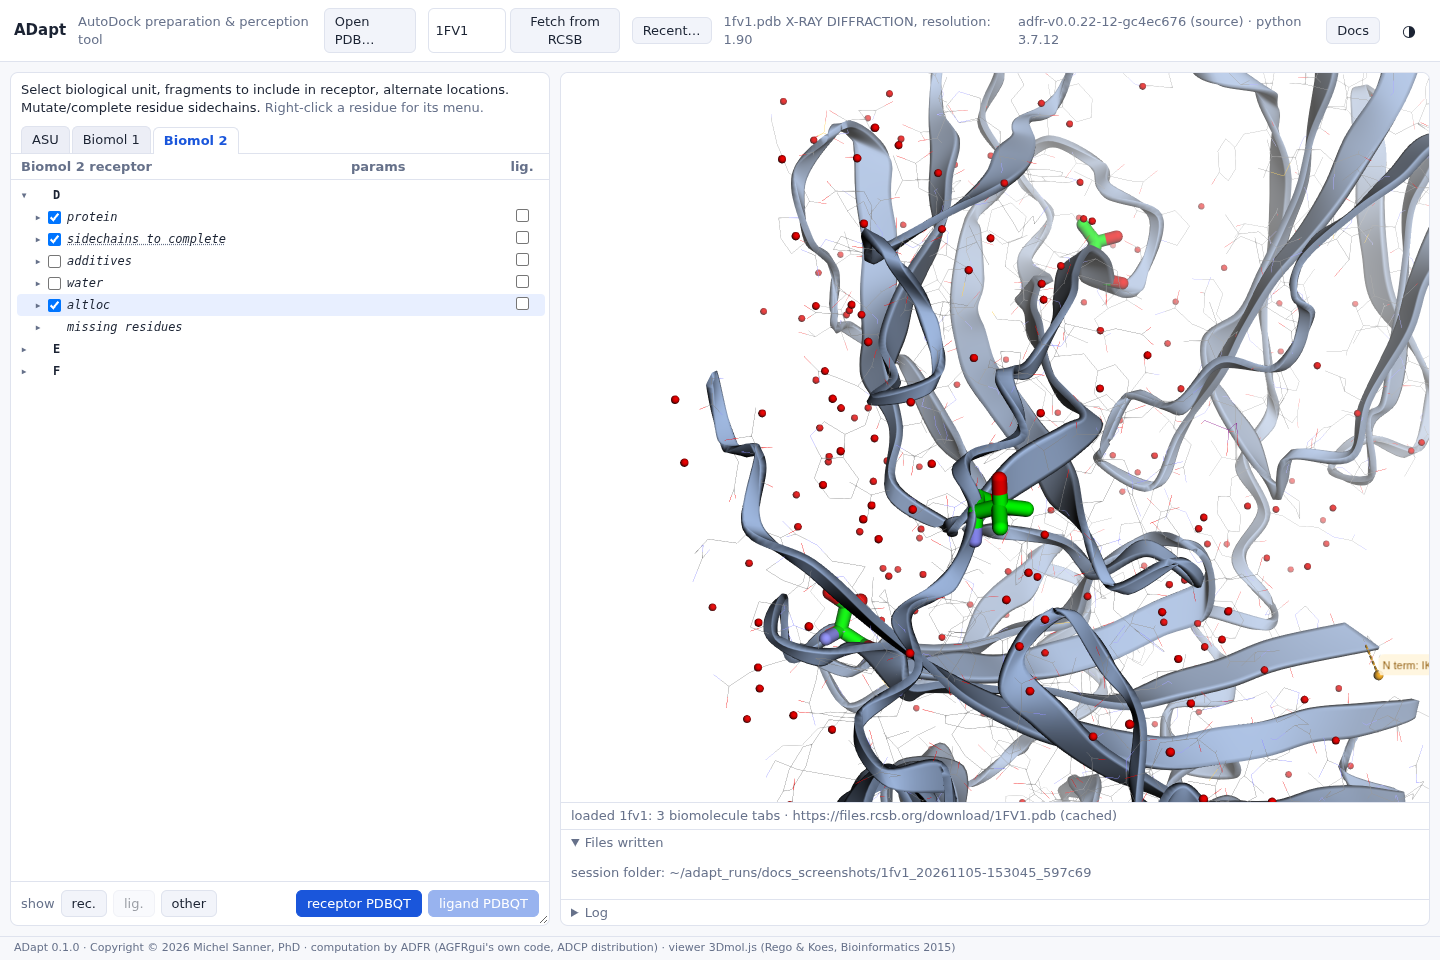 ADapt
AutoDock preparation & perception
tool
Open
PDB...
1FV1
Fetch from
RCSB
Recent...
1fv1.pdb X-RAY DIFFRACTION, resolution:
1.90
adfr-v0.0.22-12-gc4ec676 (source) · python
3.7.12
Docs
Select biological unit, fragments to include in receptor, alternate locations.
Mutate/complete residue sidechains. Right-click a residue for its menu.
ASU Biomol 1 Biomol 2
Biomol 2 receptor params lig.
D
protein
sidechains to complete
additives
water
altloc
missing residues
E
F
N term: IK
loaded 1fv1: 3 biomolecule tabs · https://files.rcsb.org/download/1FV1.pdb (cached)
Files written
session folder: ~/adapt_runs/docs_screenshots/1fv1_20261105-153045_597c69
Log
show rec. lig. other receptor PDBQT ligand PDBQT
ADapt 0.1.0 · Copyright © 2026 Michel Sanner, PhD · computation by ADFR (AGFRgui's own code, ADCP distribution) · viewer 3Dmol.js (Rego & Koes, Bioinformatics 2015)